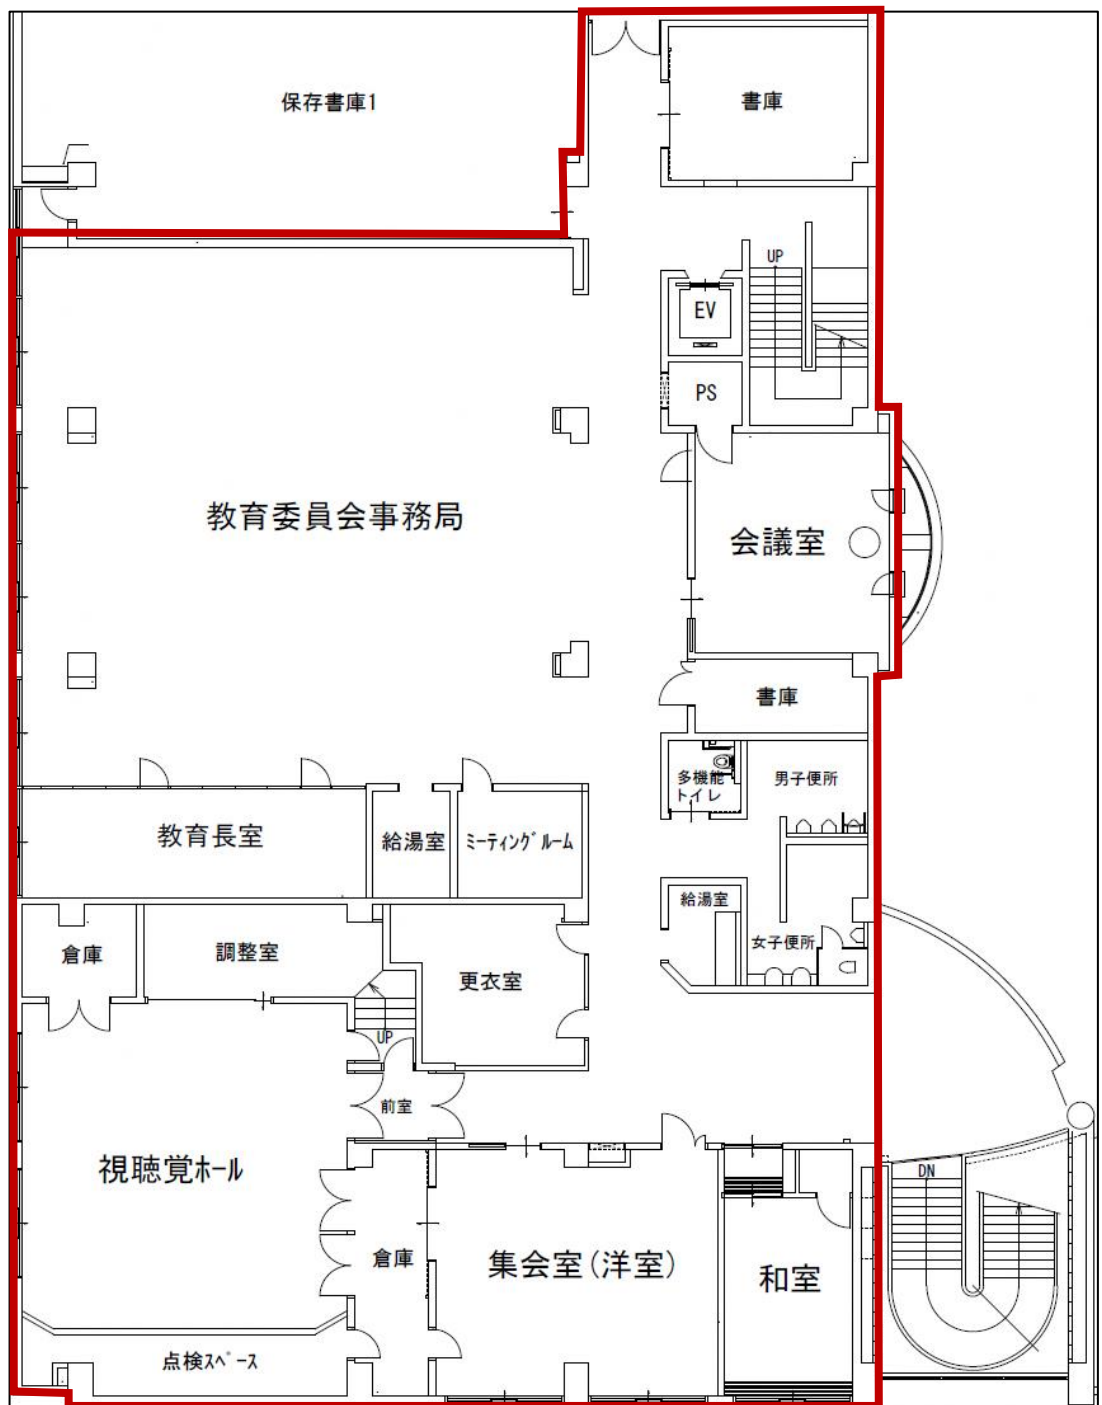 保存書庫1
書庫
UP
EV
PS
教育委員会事務局
会議室
書庫
多機能
トイレ
男子便所
教育長室
給湯室
ミーティングルーム
給湯室
女子便所
倉庫
調整室
更衣室
UP
前室
視聴覚ホール
DN
倉庫
集会室(洋室)
和室
点検スペース